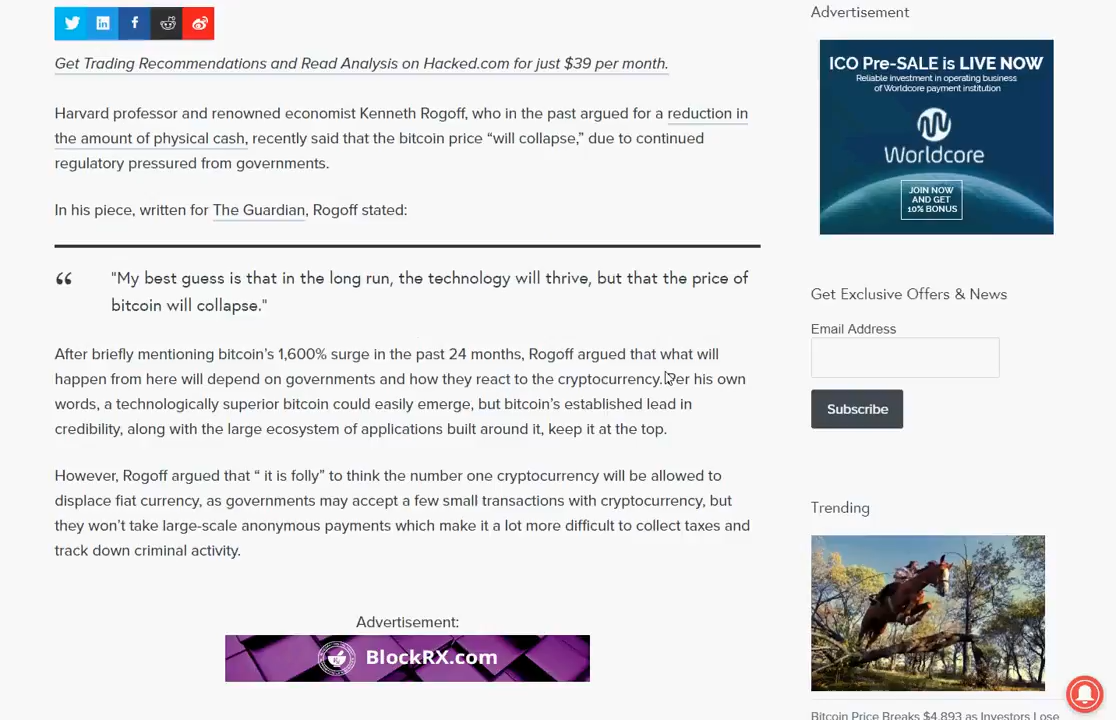 Get Trading Recommendations and Read Analysis on Hacked.com for just $39 per month.
Harvard professor and renowned economist Kenneth Rogoff, who in the past argued for a reduction in
the amount of physical cash, recently said that the bitcoin price “will collapse,” due to continued
regulatory pressured from governments.
In his piece, written for The Guardian, Rogoff stated:
“
"My best guess is that in the long run, the technology will thrive, but that the price of
bitcoin will collapse."
After briefly mentioning bitcoin’s 1,600% surge in the past 24 months, Rogoff argued that what will
happen from here will depend on governments and how they react to the cryptocurrency. Per his own
words, a technologically superior bitcoin could easily emerge, but bitcoin’s established lead in
credibility, along with the large ecosystem of applications built around it, keep it at the top.
However, Rogoff argued that “ it is folly” to think the number one cryptocurrency will be allowed to
displace fiat currency, as governments may accept a few small transactions with cryptocurrency, but
they won’t take large-scale anonymous payments which make it a lot more difficult to collect taxes and
track down criminal activity.
Advertisement:
BlockRX.com
Advertisement
ICO Pre-SALE is LIVE NOW
Reliable investment in operating business
of Worldcore payment institution
Worldcore
JOIN NOW
AND GET
10% BONUS
Get Exclusive Offers & News
Email Address
Subscribe
Trending
Bitcoin Price Breaks $4,893 as Investors Lose